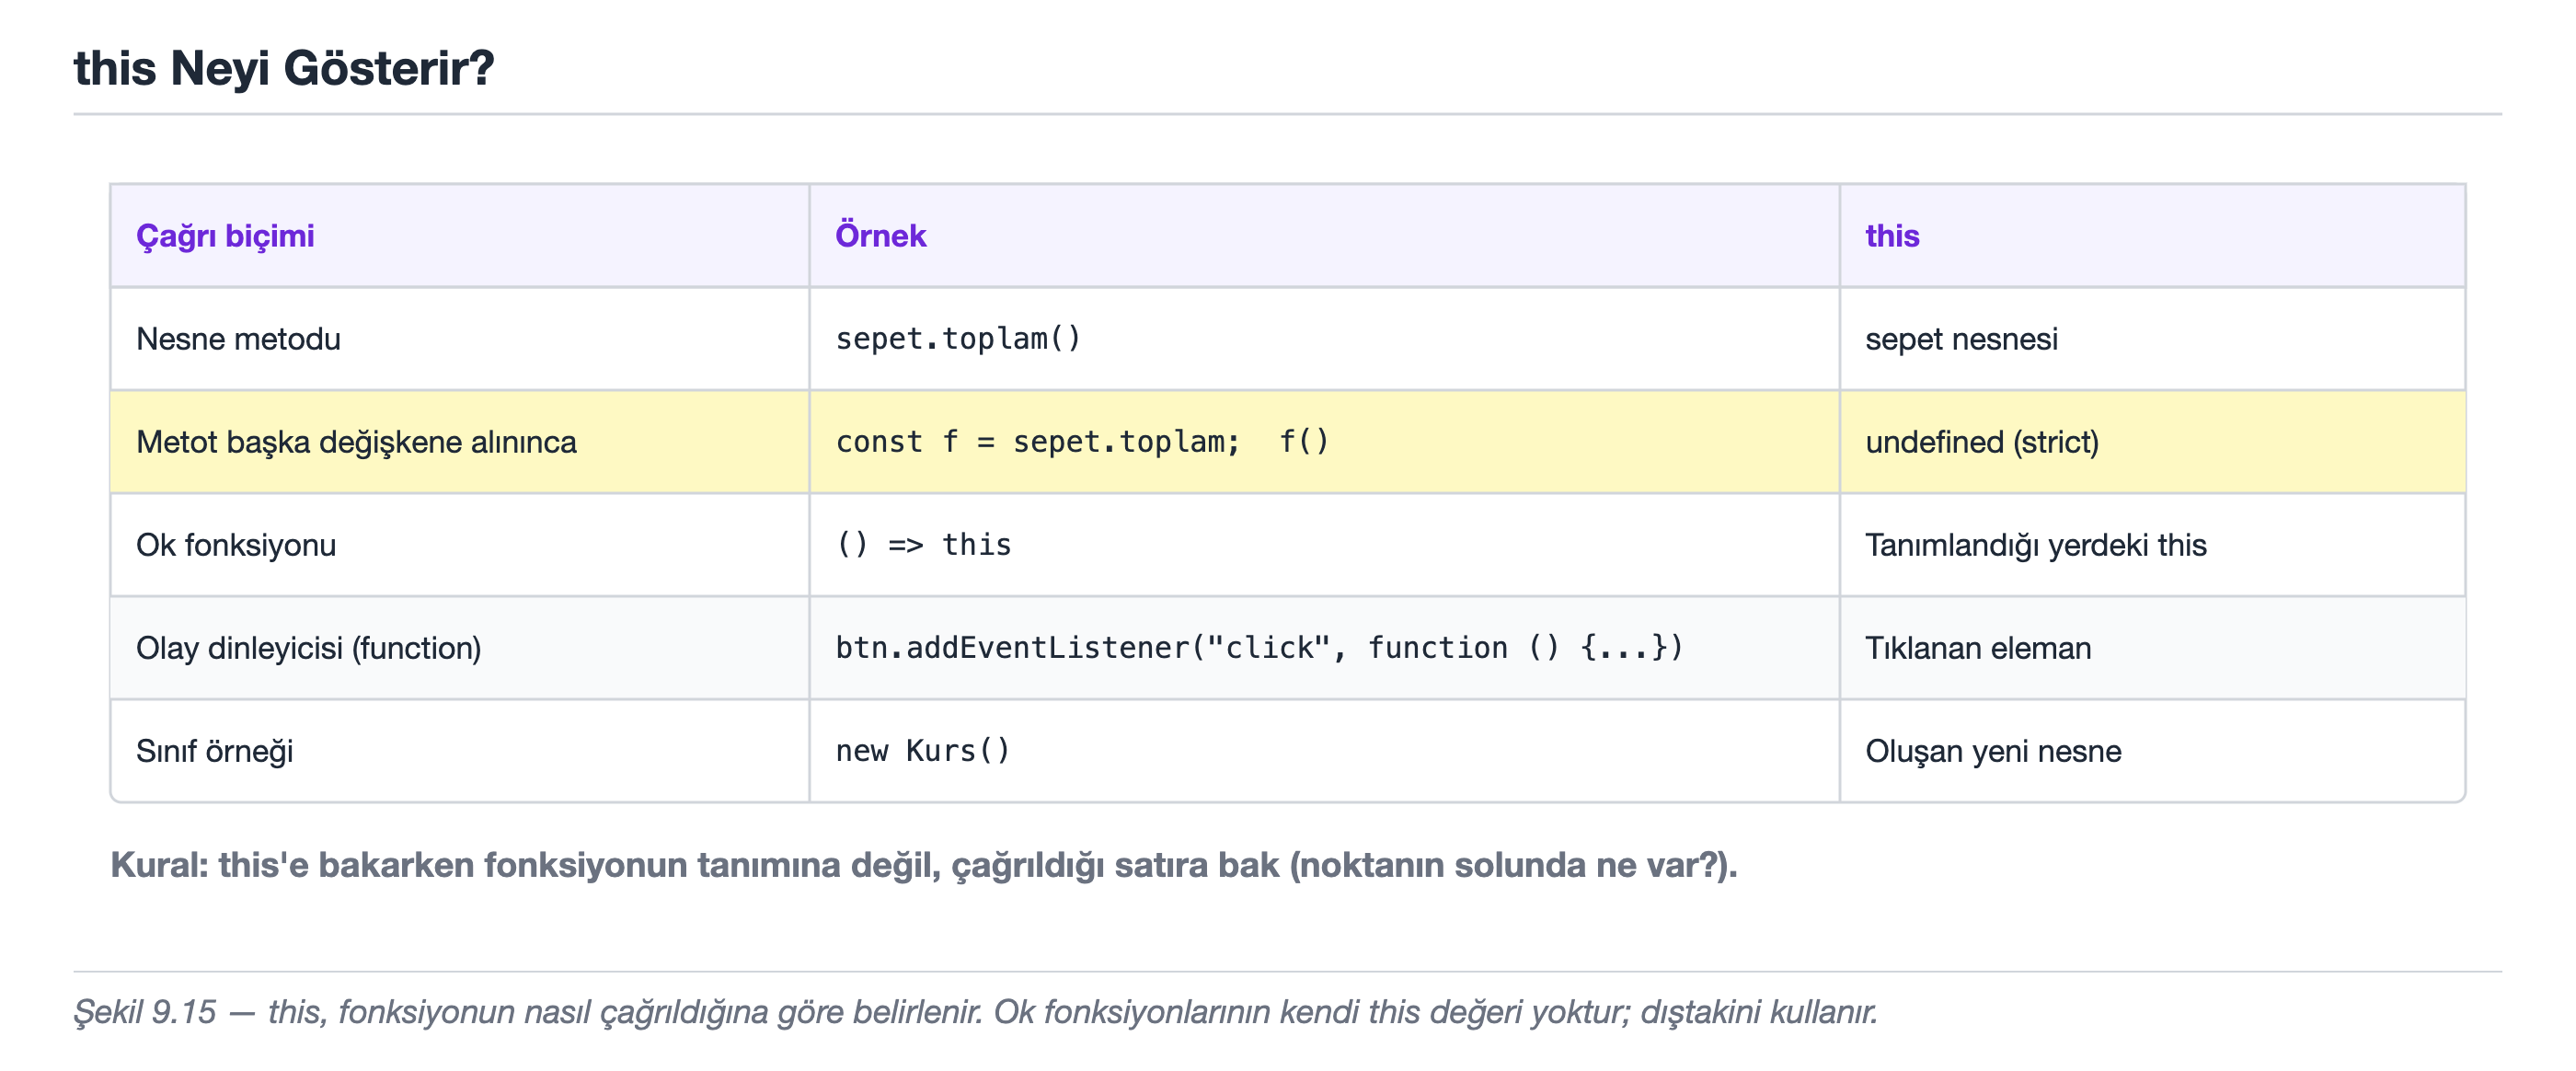 this Neyi Gösterir?
Çağrı biçimi Örnek this
Nesne metodu sepet.toplam() sepet nesnesi
Metot başka değişkene alınınca const f = sepet.toplam;  f() undefined (strict)
Ok fonksiyonu () => this Tanımlandığı yerdeki this
Olay dinleyicisi (function) btn.addEventListener("click", function () {...}) Tıklanan eleman
Sınıf örneği new Kurs() Oluşan yeni nesne
Kural: this'e bakarken fonksiyonun tanımına değil, çağrıldığı satıra bak (noktanın solunda ne var?).
Şekil 9.15 — this, fonksiyonun nasıl çağrıldığına göre belirlenir. Ok fonksiyonlarının kendi this değeri yoktur; dıştakini kullanır.